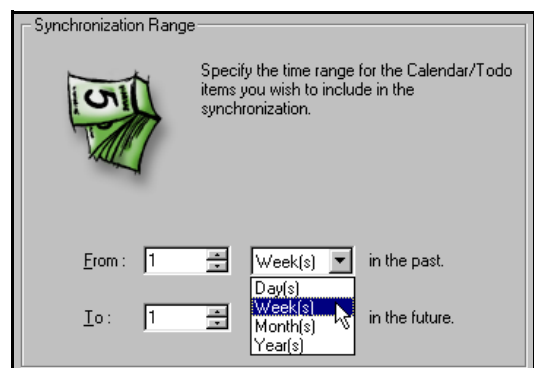 Synchronization Range
5
Specify the time range for the Calendar/Todo
items you wish to include in the
synchronization.
From : 1 Week(s) in the past.
Day(s)
Week(s)
Month(s)
Year(s)
To : 1 in the future.